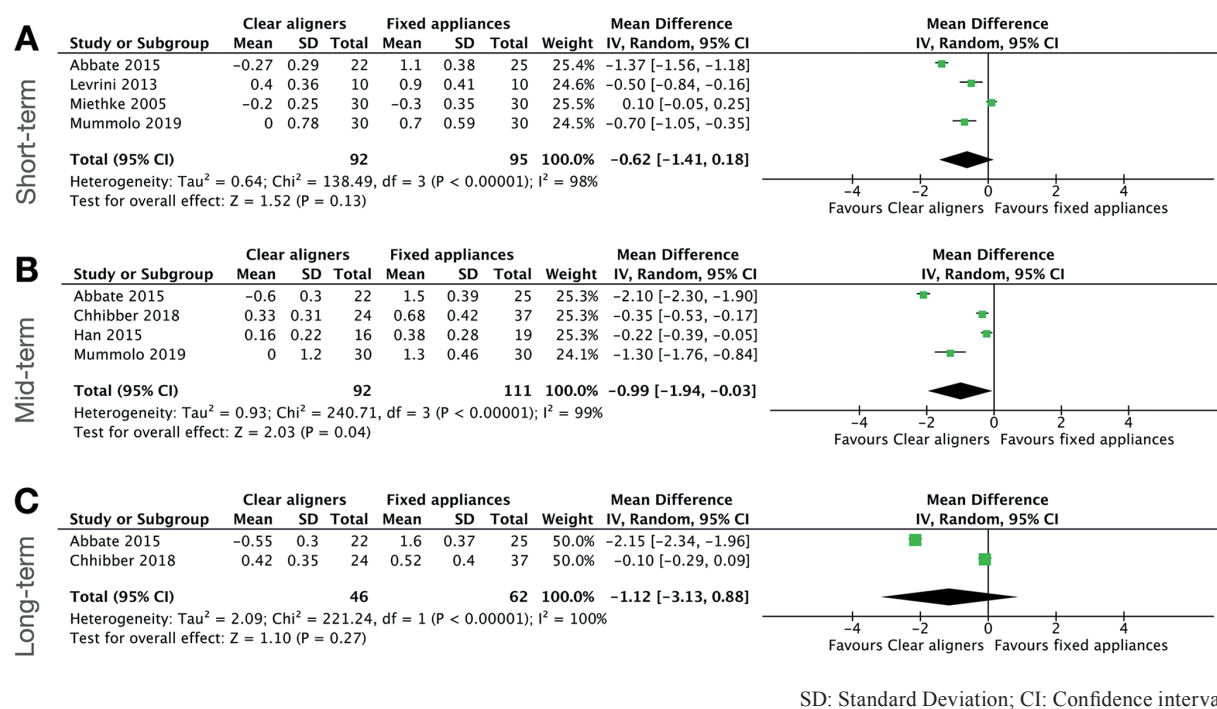 A
Short-term
Clear aligners Fixed appliances Mean Difference Mean Difference
Study or Subgroup Mean SD Total Mean SD Total Weight IV, Random, 95% CI IV, Random, 95% CI
Abbate 2015 −0.27 0.29 22 1.1 0.38 25 25.4% −1.37 [−1.56, −1.18]
Levrini 2013 0.4 0.36 10 0.9 0.41 10 24.6% −0.50 [−0.84, −0.16]
Miethke 2005 −0.2 0.25 30 −0.3 0.35 30 25.5% 0.10 [−0.05, 0.25]
Mummolo 2019 0 0.78 30 0.7 0.59 30 24.5% −0.70 [−1.05, −0.35]
Total (95% CI) 92 95 100.0% −0.62 [−1.41, 0.18]
Heterogeneity: Tau² = 0.64; Chi² = 138.49, df = 3 (P < 0.00001); I² = 98%
Test for overall effect: Z = 1.52 (P = 0.13)
−4 −2 0 2 4
Favours Clear aligners Favours fixed appliances
B
Mid-term
Clear aligners Fixed appliances Mean Difference Mean Difference
Study or Subgroup Mean SD Total Mean SD Total Weight IV, Random, 95% CI IV, Random, 95% CI
Abbate 2015 −0.6 0.3 22 1.5 0.39 25 25.3% −2.10 [−2.30, −1.90]
Chhibber 2018 0.33 0.31 24 0.68 0.42 37 25.3% −0.35 [−0.53, −0.17]
Han 2015 0.16 0.22 16 0.38 0.28 19 25.3% −0.22 [−0.39, −0.05]
Mummolo 2019 0 1.2 30 1.3 0.46 30 24.1% −1.30 [−1.76, −0.84]
Total (95% CI) 92 111 100.0% −0.99 [−1.94, −0.03]
Heterogeneity: Tau² = 0.93; Chi² = 240.71, df = 3 (P < 0.00001); I² = 99%
Test for overall effect: Z = 2.03 (P = 0.04)
−4 −2 0 2 4
Favours Clear aligners Favours fixed appliances
C
Long-term
Clear aligners Fixed appliances Mean Difference Mean Difference
Study or Subgroup Mean SD Total Mean SD Total Weight IV, Random, 95% CI IV, Random, 95% CI
Abbate 2015 −0.55 0.3 22 1.6 0.37 25 50.0% −2.15 [−2.34, −1.96]
Chhibber 2018 0.42 0.35 24 0.52 0.4 37 50.0% −0.10 [−0.29, 0.09]
Total (95% CI) 46 62 100.0% −1.12 [−3.13, 0.88]
Heterogeneity: Tau² = 2.09; Chi² = 221.24, df = 1 (P < 0.00001); I² = 100%
Test for overall effect: Z = 1.10 (P = 0.27)
−4 −2 0 2 4
Favours Clear aligners Favours fixed appliances
SD: Standard Deviation; CI: Confidence interva